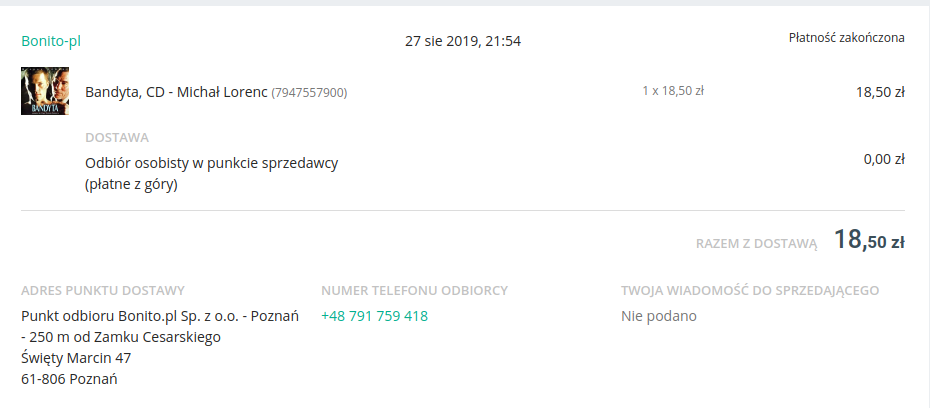 Bonito-pl 27 sie 2019, 21:54 Płatność zakończona
BANDYTA
Bandyta, CD - Michał Lorenc (7947557900) 1 x 18,50 zł 18,50 zł
DOSTAWA
Odbiór osobisty w punkcie sprzedawcy 0,00 zł
(płatne z góry)
RAZEM Z DOSTAWĄ 18,50 zł
ADRES PUNKTU DOSTAWY NUMER TELEFONU ODBIORCY TWOJA WIADOMOŚĆ DO SPRZEDAJĄCEGO
Punkt odbioru Bonito.pl Sp. z o.o. - Poznań +48 791 759 418 Nie podano
- 250 m od Zamku Cesarskiego
Święty Marcin 47
61-806 Poznań